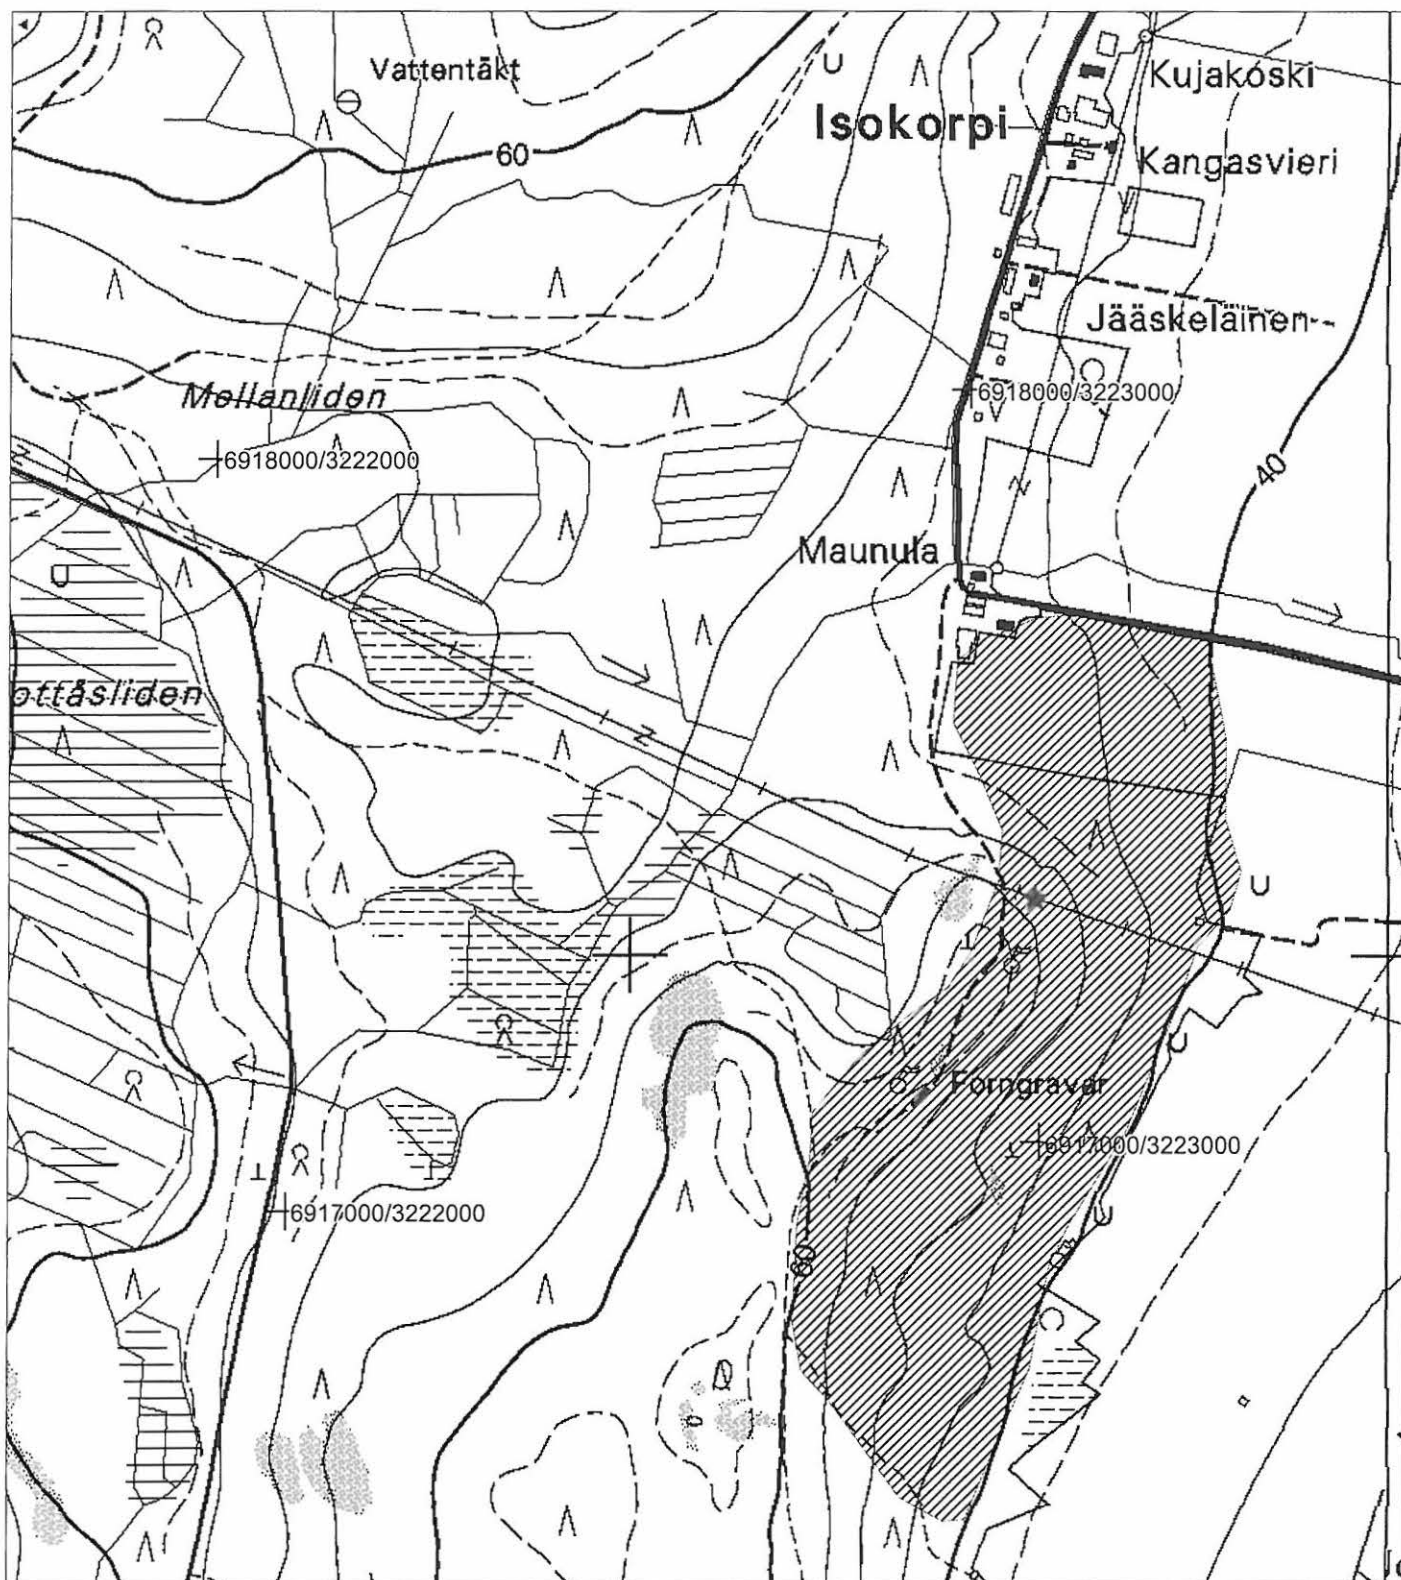 Vattentäkt
Kujakoski
Isokorpi
60
Kangasvieri
Jääskeläinen
Mellanliden
6918000/3223000
6918000/3222000
40
Maunula
ottåsliden
Forngravar
6917000/3223000
6917000/3222000
60